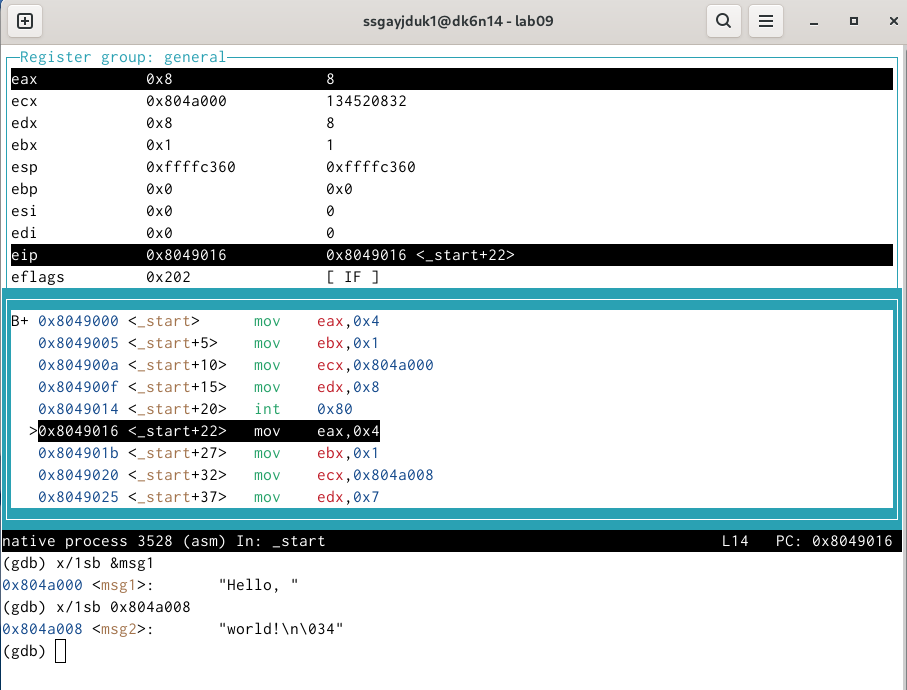 ssgayjduk1@dk6n14 - lab09
Register group: general
eax 0x8 8
ecx 0x804a000 134520832
edx 0x8 8
ebx 0x1 1
esp 0xffffc360 0xffffc360
ebp 0x0 0x0
esi 0x0 0
edi 0x0 0
eip 0x8049016 0x8049016 <_start+22>
eflags 0x202 [ IF ]
B+ 0x8049000 <_start> mov eax,0x4
0x8049005 <_start+5> mov ebx,0x1
0x804900a <_start+10> mov ecx,0x804a000
0x804900f <_start+15> mov edx,0x8
0x8049014 <_start+20> int 0x80
>0x8049016 <_start+22> mov eax,0x4
0x804901b <_start+27> mov ebx,0x1
0x8049020 <_start+32> mov ecx,0x804a008
0x8049025 <_start+37> mov edx,0x7
native process 3528 (asm) In: _start L14 PC: 0x8049016
(gdb) x/1sb &msg1
0x804a000 <msg1>: "Hello, "
(gdb) x/1sb 0x804a008
0x804a008 <msg2>: "world!\n\034"
(gdb)